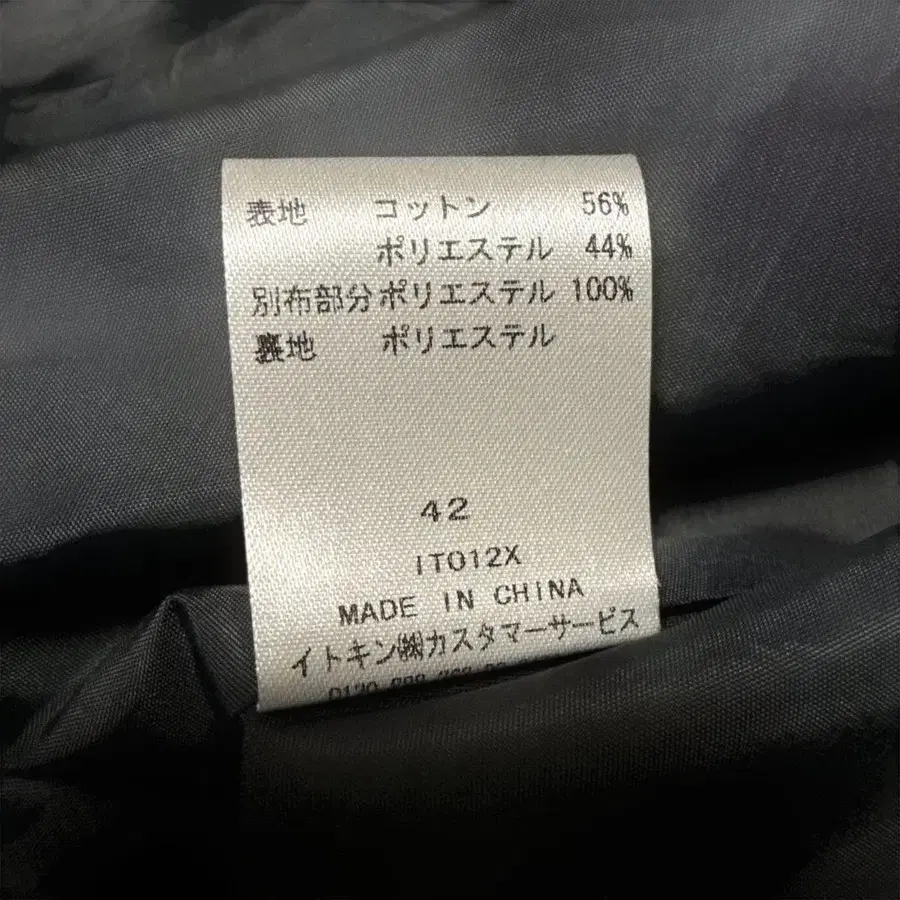 表地 コットン 56%
ポリエステル 44%
別布部分 ポリエステル 100%
裏地 ポリエステル
42
IT012X
MADE IN CHINA
イトキン㈱カスタマーサービス